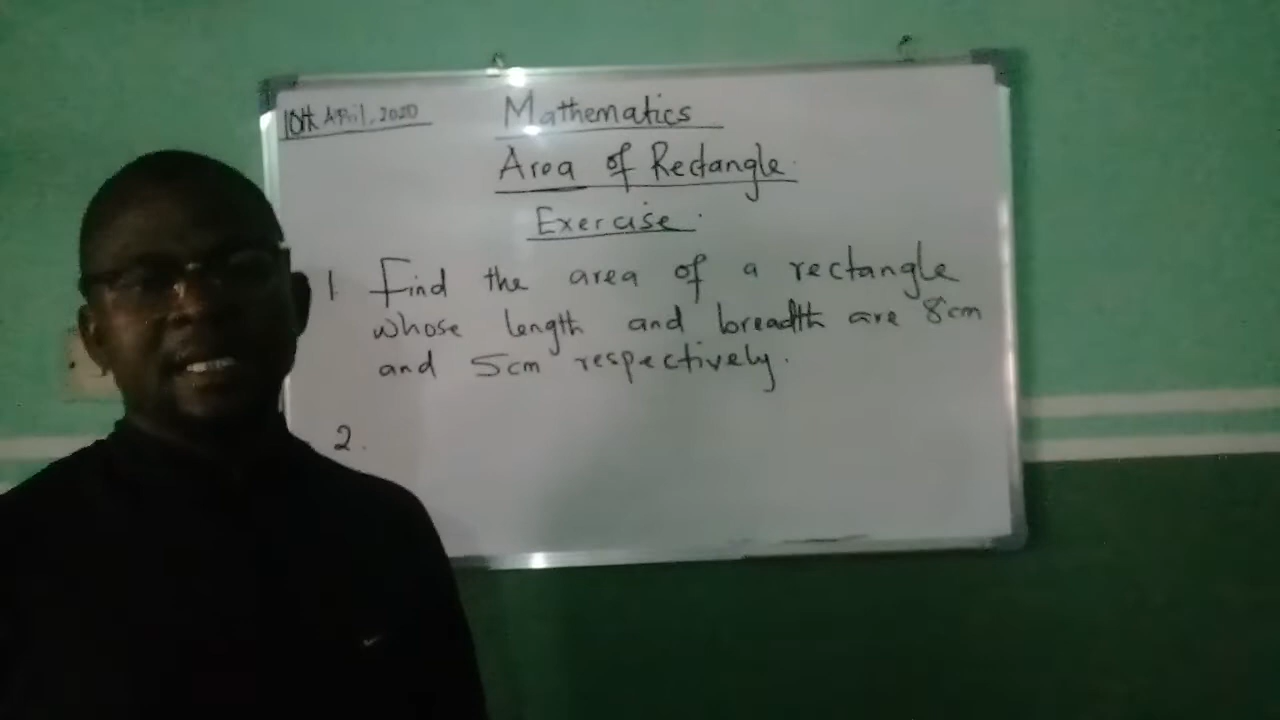 10th April, 2020
Mathematics
Area of Rectangle.
Exercise.
1. Find the area of a rectangle
whose length and breadth are 8cm
and 5cm respectively.
2.